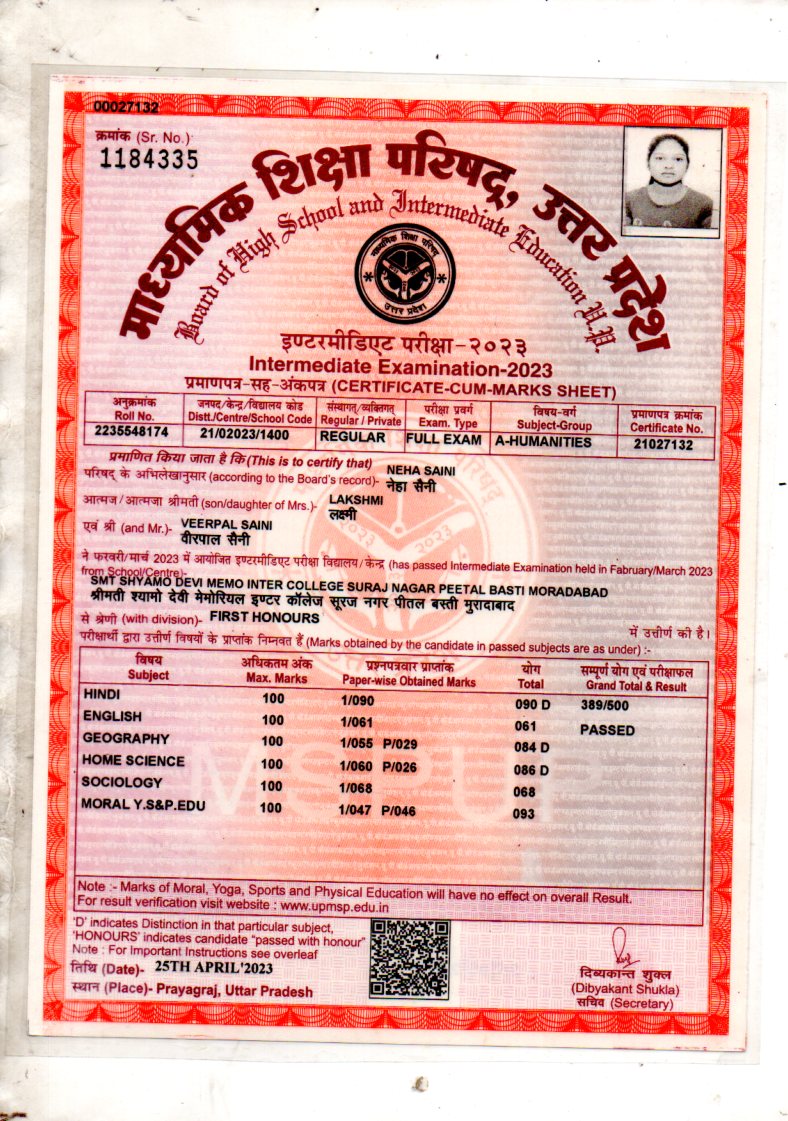 00027132
क्रमांक (Sr. No.)
1184335
माध्यमिक शिक्षा परिषद्, उत्तर प्रदेश
Board of High School and Intermediate Education U.P.
माध्यमिक शिक्षा परिषद्
उत्तर प्रदेश
इण्टरमीडिएट परीक्षा-२०२३
Intermediate Examination-2023
प्रमाणपत्र-सह-अंकपत्र (CERTIFICATE-CUM-MARKS SHEET)
अनुक्रमांक जनपद/केन्द्र/विद्यालय कोड संस्थागत/व्यक्तिगत परीक्षा प्रवर्ग विषय-वर्ग प्रमाणपत्र क्रमांक
Roll No. Distt./Centre/School Code Regular / Private Exam. Type Subject-Group Certificate No.
2235548174 21/02023/1400 REGULAR FULL EXAM A-HUMANITIES 21027132
प्रमाणित किया जाता है कि (This is to certify that) NEHA SAINI
परिषद् के अभिलेखानुसार (according to the Board's record)- नेहा सैनी
आत्मज/आत्मजा श्रीमती (son/daughter of Mrs.)- LAKSHMI
लक्ष्मी
एवं श्री (and Mr.)- VEERPAL SAINI
वीरपाल सैनी
ने फरवरी/मार्च 2023 में आयोजित इण्टरमीडिएट परीक्षा विद्यालय/केन्द्र (has passed Intermediate Examination held in Fabruary/March 2023
from School/Centre)-
SMT SHYAMO DEVI MEMO INTER COLLEGE SURAJ NAGAR PEETAL BASTI MORADABAD
श्रीमती श्यामो देवी मेमोरियल इण्टर कॉलेज सूरज नगर पीतल बस्ती मुरादाबाद
से श्रेणी (with division)- FIRST HONOURS में उत्तीर्ण की है।
परीक्षार्थी द्वारा उत्तीर्ण विषयों के प्राप्तांक निम्नवत हैं (Marks obtained by the candidate in passed subjects are as under) :-
विषय अधिकतम अंक प्रश्नपत्रवार प्राप्तांक योग सम्पूर्ण योग एवं परीक्षाफल
Subject Max. Marks Paper-wise Obtained Marks Total Grand Total & Result
HINDI 100 1/090 090 D 389/500
ENGLISH 100 1/061 061 PASSED
GEOGRAPHY 100 1/055 P/029 084 D
HOME SCIENCE 100 1/060 P/026 086 D
SOCIOLOGY 100 1/068 068
MORAL Y.S&P.EDU 100 1/047 P/046 093
MSPUP
Note :- Marks of Moral, Yoga, Sports and Physical Education will have no effect on overall Result.
For result verification visit website : www.upmsp.edu.in
'D' indicates Distinction in that particular subject,
'HONOURS' indicates candidate "passed with honour"
Note : For Important Instructions see overleaf
तिथि (Date)- 25TH APRIL'2023
स्थान (Place)- Prayagraj, Uttar Pradesh
दिब्यकान्त शुक्ल
(Dibyakant Shukla)
सचिव (Secretary)